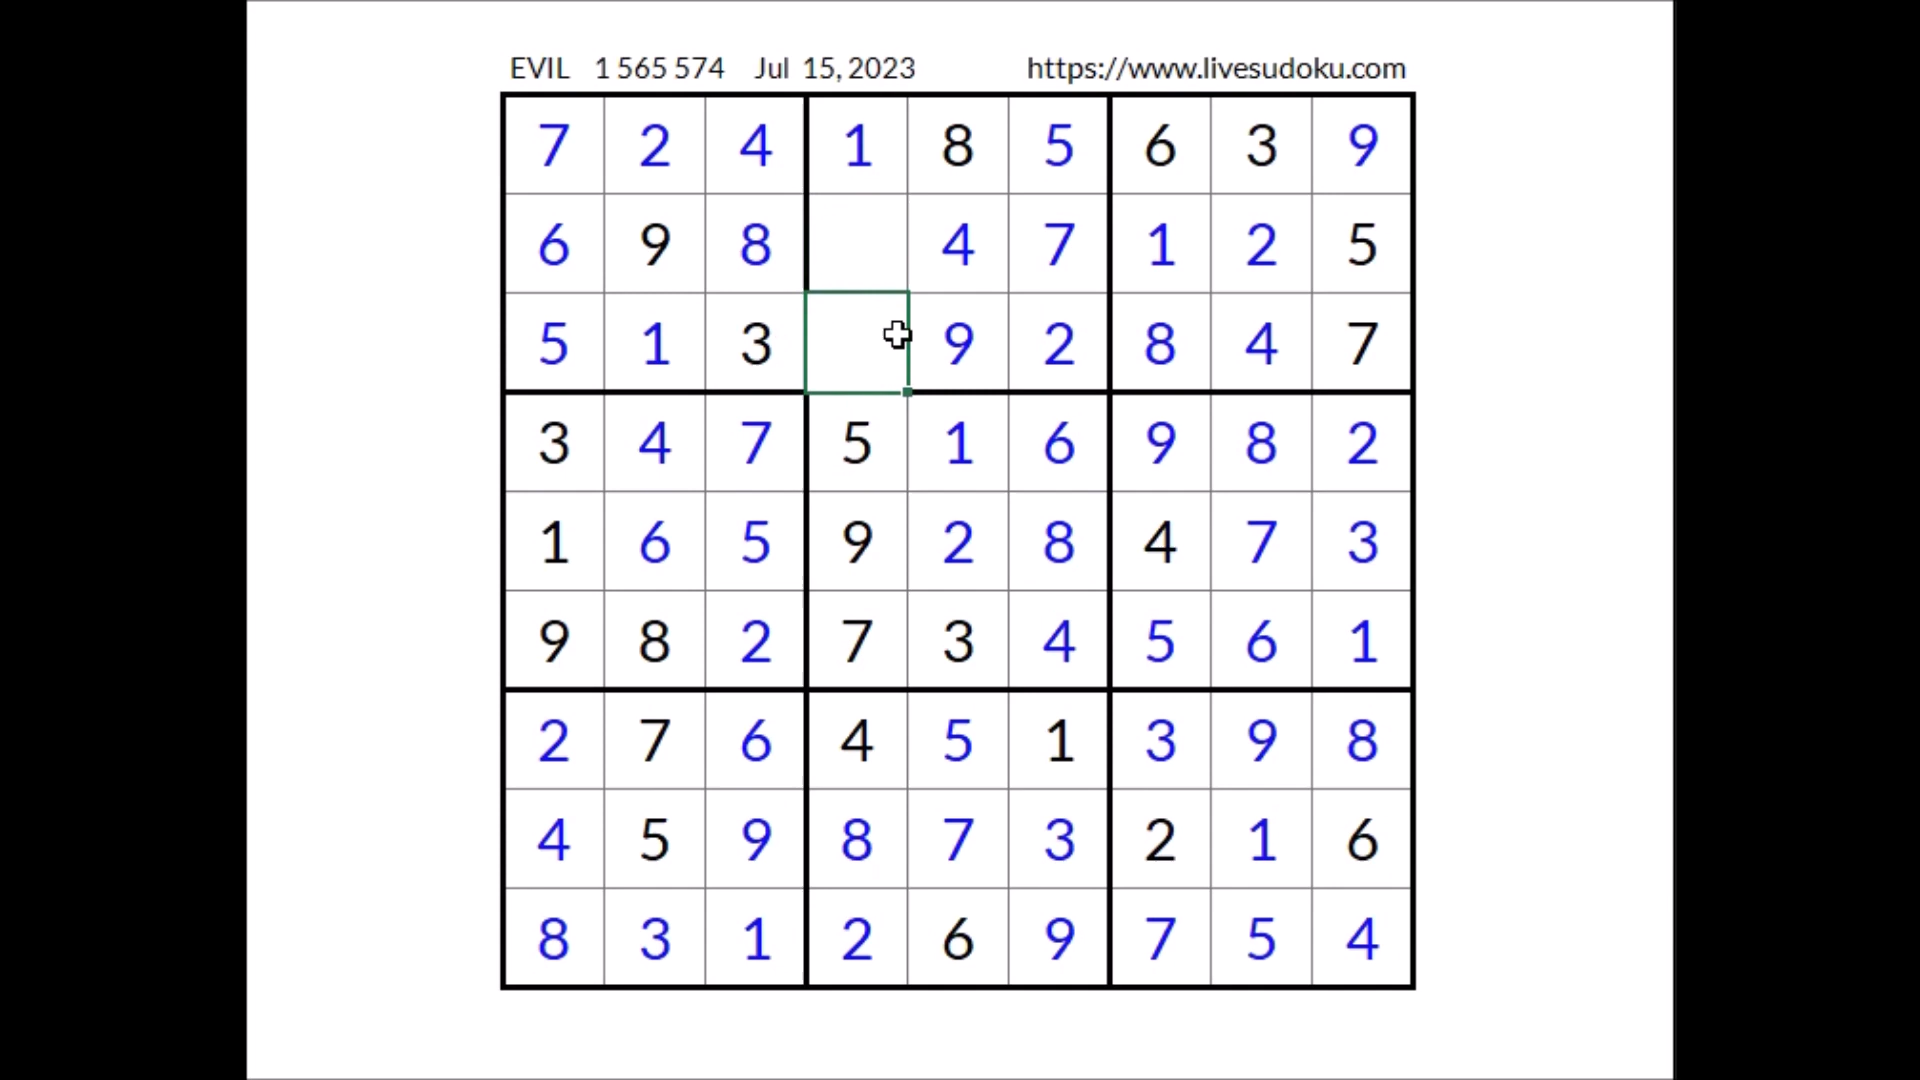 EVIL 1 565 574 Jul 15, 2023 https://www.livesudoku.com
7 2 4 1 8 5 6 3 9
6 9 8 4 7 1 2 5
5 1 3 9 2 8 4 7
3 4 7 5 1 6 9 8 2
1 6 5 9 2 8 4 7 3
9 8 2 7 3 4 5 6 1
2 7 6 4 5 1 3 9 8
4 5 9 8 7 3 2 1 6
8 3 1 2 6 9 7 5 4